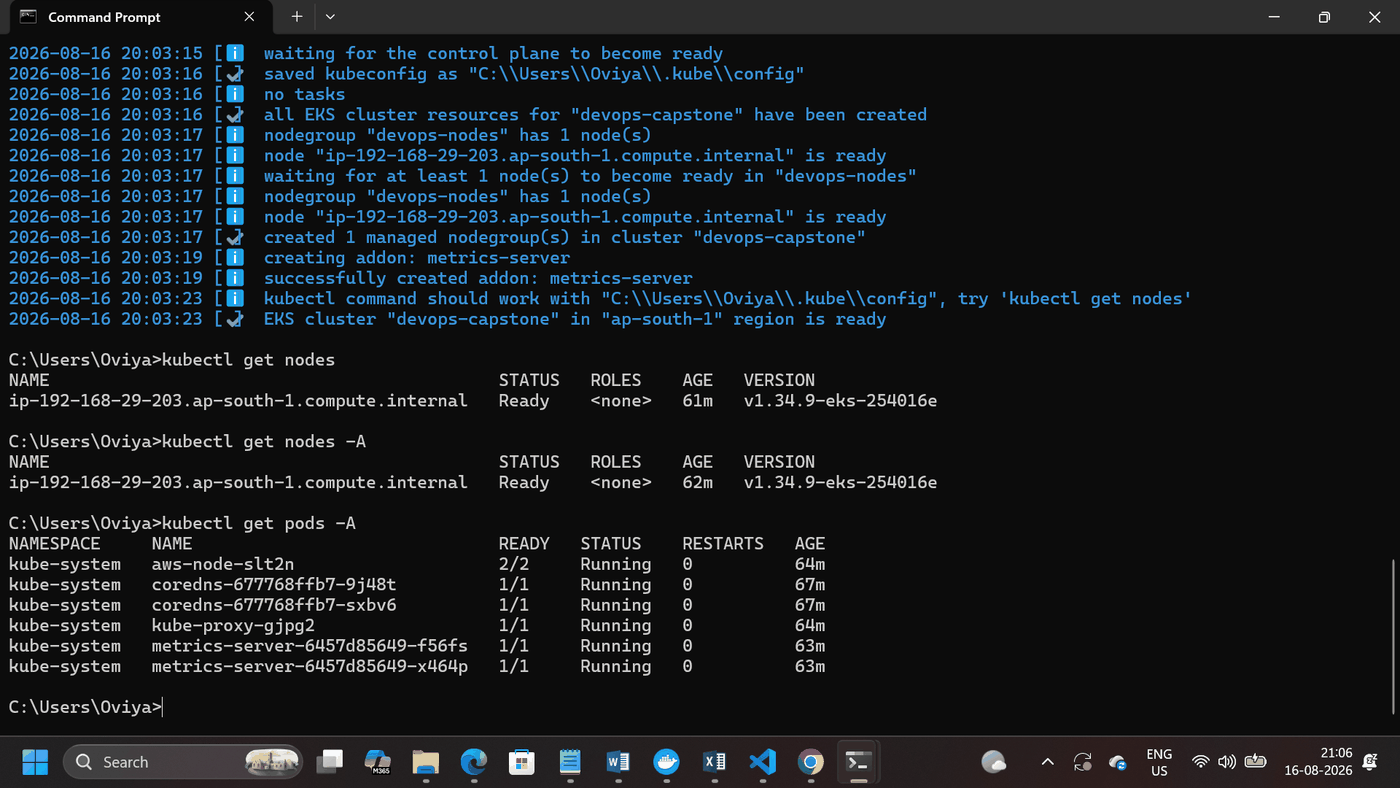 Command Prompt
2026-08-16 20:03:15 [ℹ]  waiting for the control plane to become ready
2026-08-16 20:03:16 [✔]  saved kubeconfig as "C:\\Users\\Oviya\\.kube\\config"
2026-08-16 20:03:16 [ℹ]  no tasks
2026-08-16 20:03:16 [✔]  all EKS cluster resources for "devops-capstone" have been created
2026-08-16 20:03:17 [ℹ]  nodegroup "devops-nodes" has 1 node(s)
2026-08-16 20:03:17 [ℹ]  node "ip-192-168-29-203.ap-south-1.compute.internal" is ready
2026-08-16 20:03:17 [ℹ]  waiting for at least 1 node(s) to become ready in "devops-nodes"
2026-08-16 20:03:17 [ℹ]  nodegroup "devops-nodes" has 1 node(s)
2026-08-16 20:03:17 [ℹ]  node "ip-192-168-29-203.ap-south-1.compute.internal" is ready
2026-08-16 20:03:17 [✔]  created 1 managed nodegroup(s) in cluster "devops-capstone"
2026-08-16 20:03:19 [ℹ]  creating addon: metrics-server
2026-08-16 20:03:19 [ℹ]  successfully created addon: metrics-server
2026-08-16 20:03:23 [ℹ]  kubectl command should work with "C:\\Users\\Oviya\\.kube\\config", try 'kubectl get nodes'
2026-08-16 20:03:23 [✔]  EKS cluster "devops-capstone" in "ap-south-1" region is ready
C:\Users\Oviya>kubectl get nodes
NAME STATUS ROLES AGE VERSION
ip-192-168-29-203.ap-south-1.compute.internal Ready <none> 61m v1.34.9-eks-254016e
C:\Users\Oviya>kubectl get nodes -A
NAME STATUS ROLES AGE VERSION
ip-192-168-29-203.ap-south-1.compute.internal Ready <none> 62m v1.34.9-eks-254016e
C:\Users\Oviya>kubectl get pods -A
NAMESPACE NAME READY STATUS RESTARTS AGE
kube-system aws-node-slt2n 2/2 Running 0 64m
kube-system coredns-677768ffb7-9j48t 1/1 Running 0 67m
kube-system coredns-677768ffb7-sxbv6 1/1 Running 0 67m
kube-system kube-proxy-gjpg2 1/1 Running 0 64m
kube-system metrics-server-6457d85649-f56fs 1/1 Running 0 63m
kube-system metrics-server-6457d85649-x464p 1/1 Running 0 63m
C:\Users\Oviya>
Search
M365
ENG
US
21:06
16-08-2026